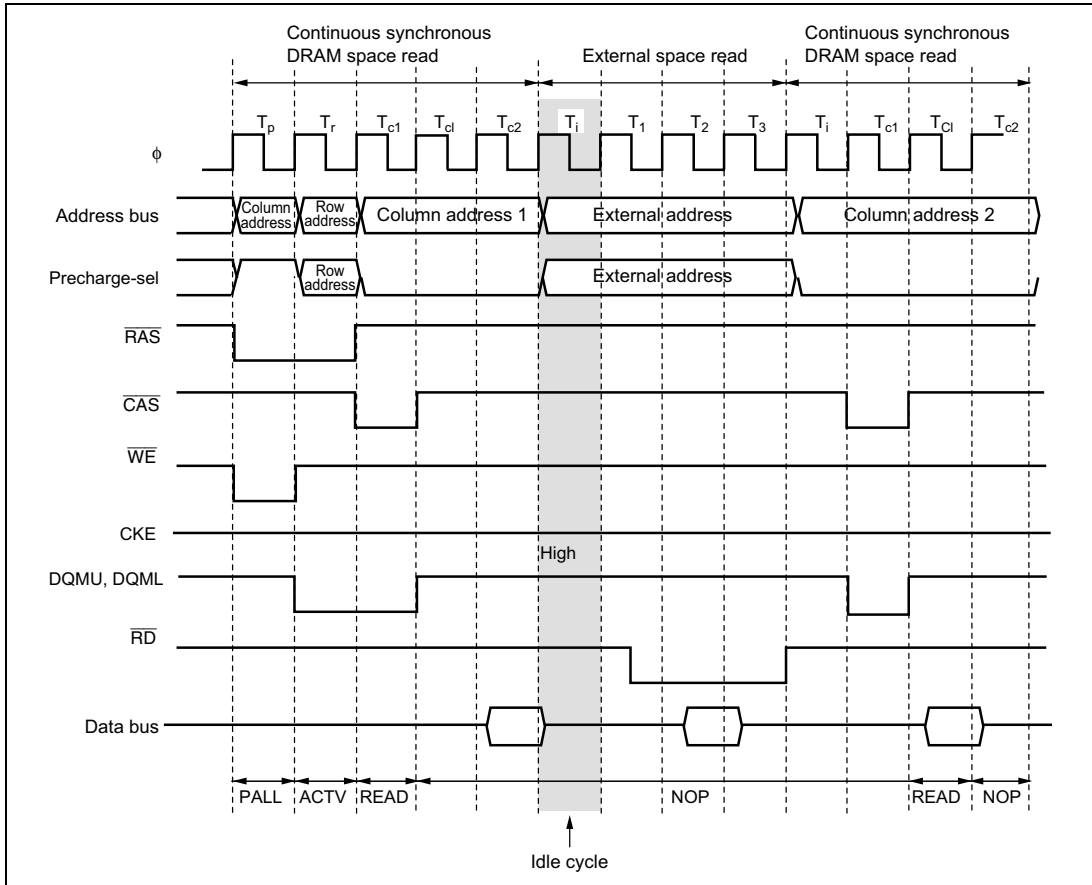 Continuous synchronous
DRAM space read
External space read
Continuous synchronous
DRAM space read
Tp Tr Tc1 Tcl Tc2 Ti T1 T2 T3 Ti Tc1 TCl Tc2
ϕ
Address bus
Column
address
Row
address
Column address 1
External address
Column address 2
Precharge-sel
Row
address
External address
RAS
CAS
WE
CKE
High
DQMU, DQML
RD
Data bus
PALL ACTV READ NOP READ NOP
Idle cycle